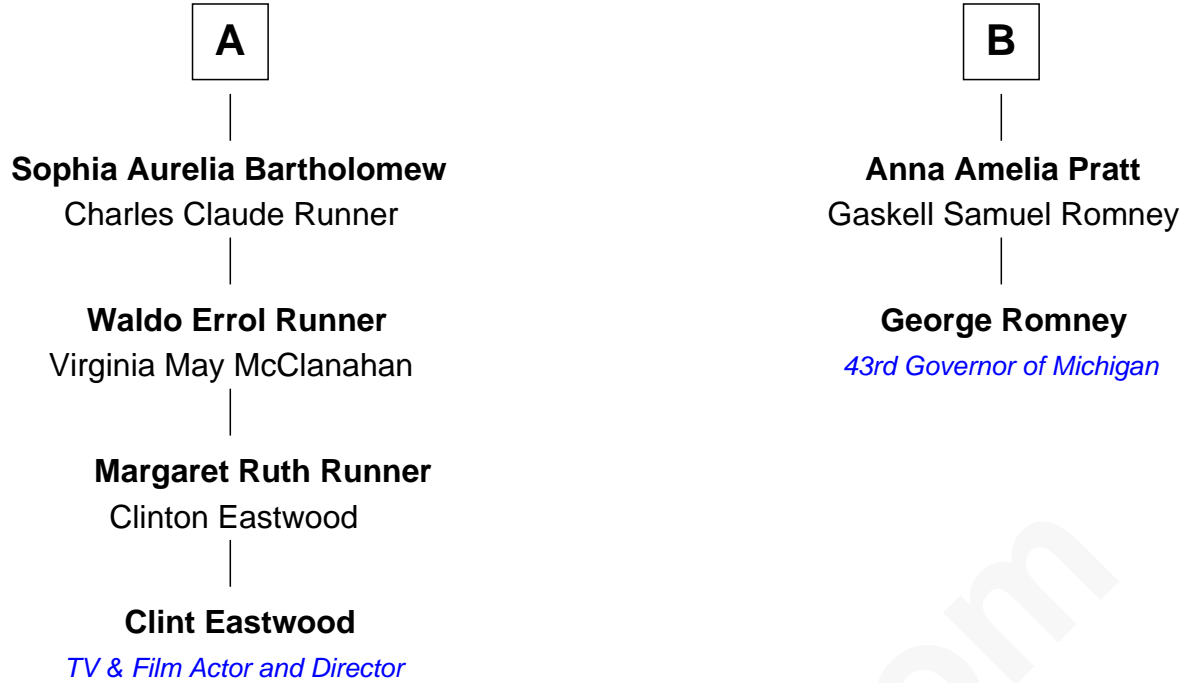 A
Sophia Aurelia Bartholomew
Charles Claude Runner
Waldo Errol Runner
Virginia May McClanahan
Margaret Ruth Runner
Clinton Eastwood
Clint Eastwood
TV & Film Actor and Director
B
Anna Amelia Pratt
Gaskell Samuel Romney
George Romney
43rd Governor of Michigan
om